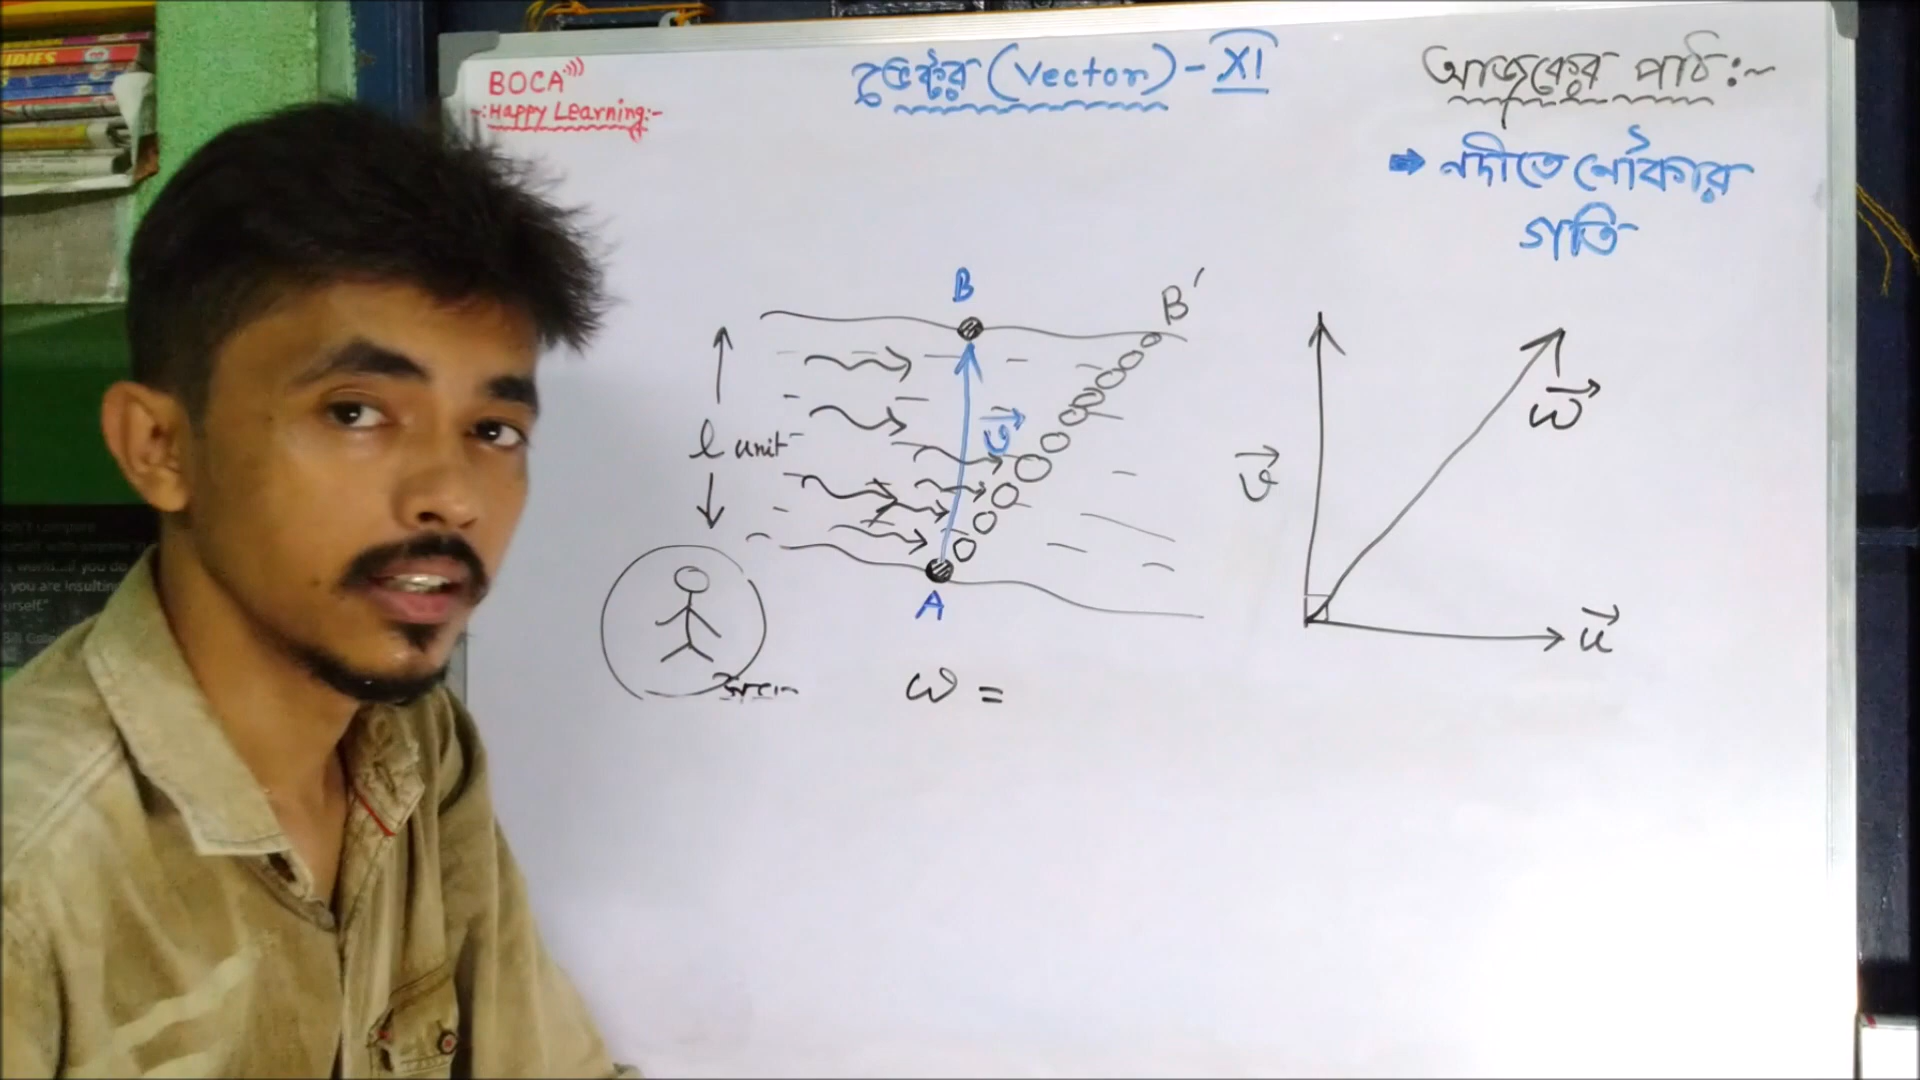 BOCA
-:Happy Learning:-
ভেক্টর (Vector) - XI
আজকের পাঠ:~
➡ নদীতে নৌকার
গতি
B
B′
l unit
v⃗
A
ω =
v⃗
ω⃗
u⃗